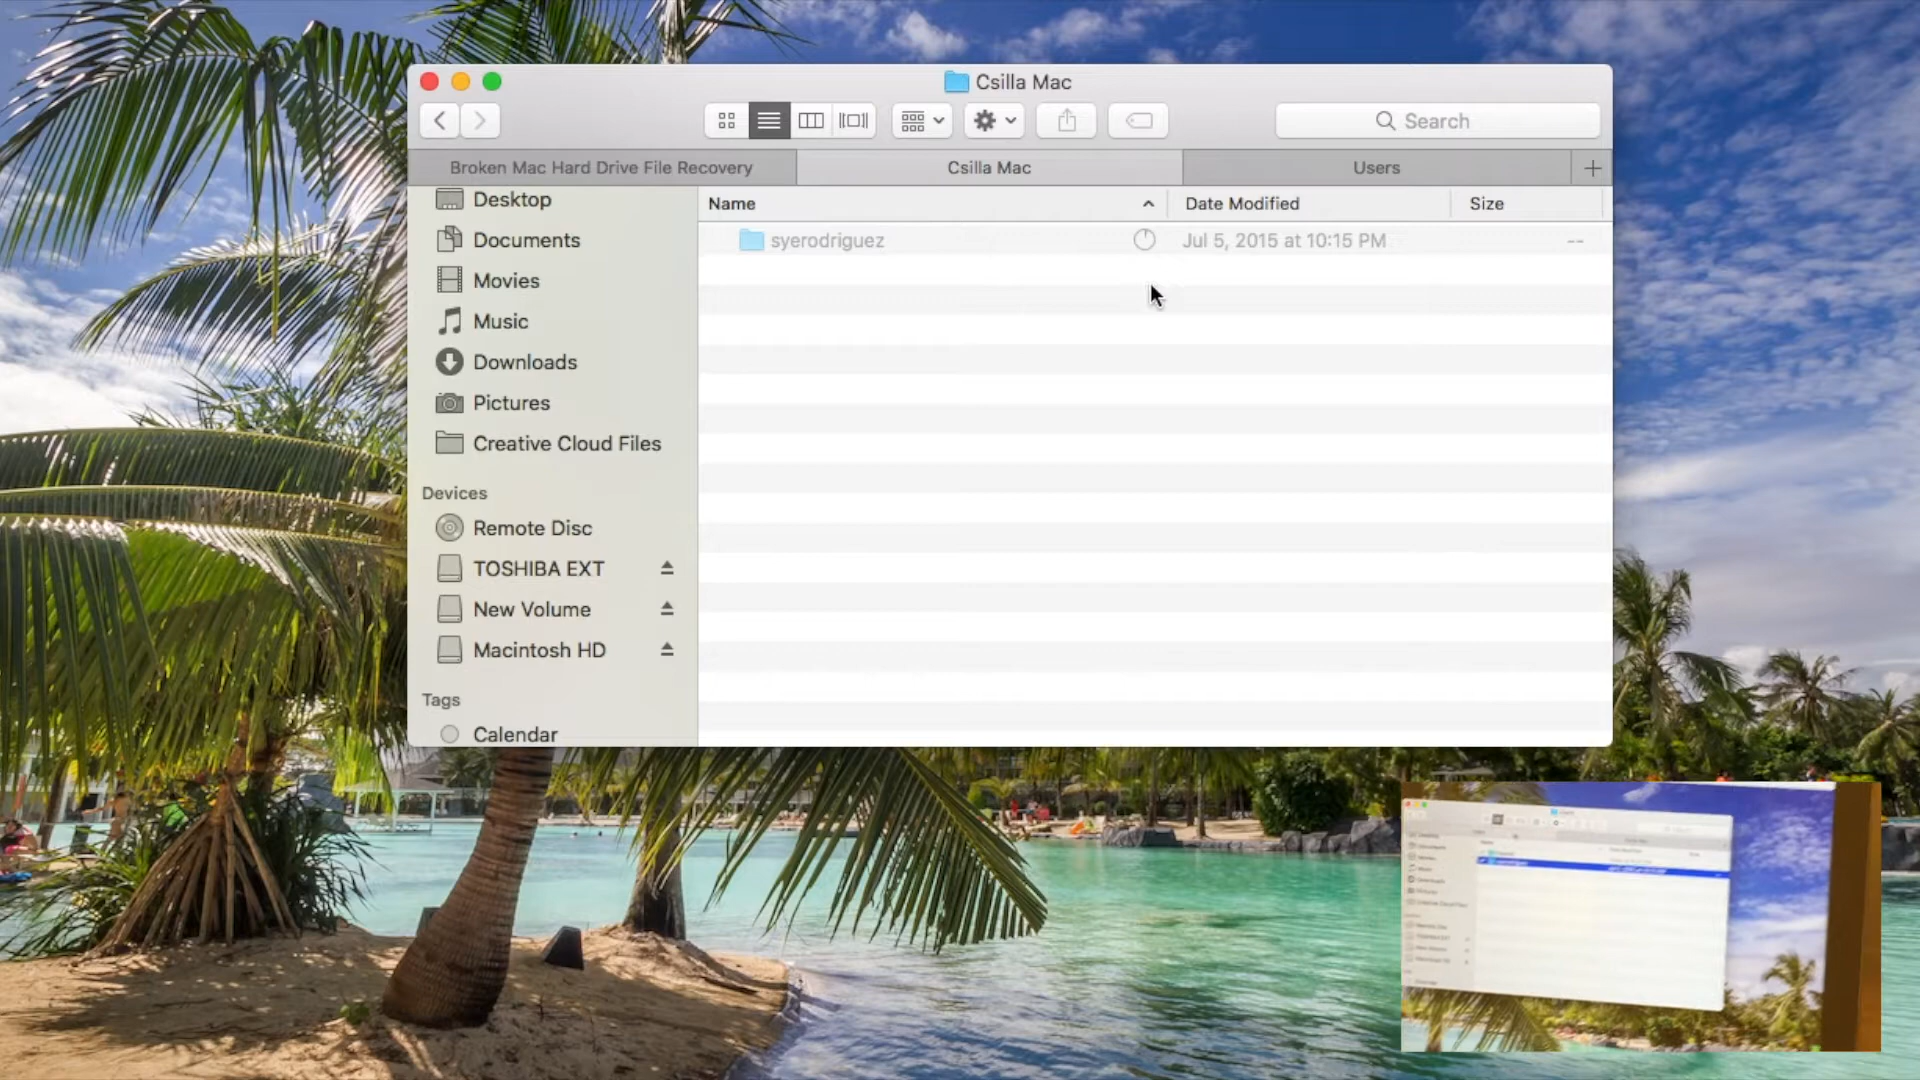 Csilla Mac
Search
Broken Mac Hard Drive File Recovery
Csilla Mac
Users
Desktop
Documents
Movies
Music
Downloads
Pictures
Creative Cloud Files
Devices
Remote Disc
TOSHIBA EXT
New Volume
Macintosh HD
Tags
Calendar
Name Date Modified Size
syerodriguez Jul 5, 2015 at 10:15 PM --